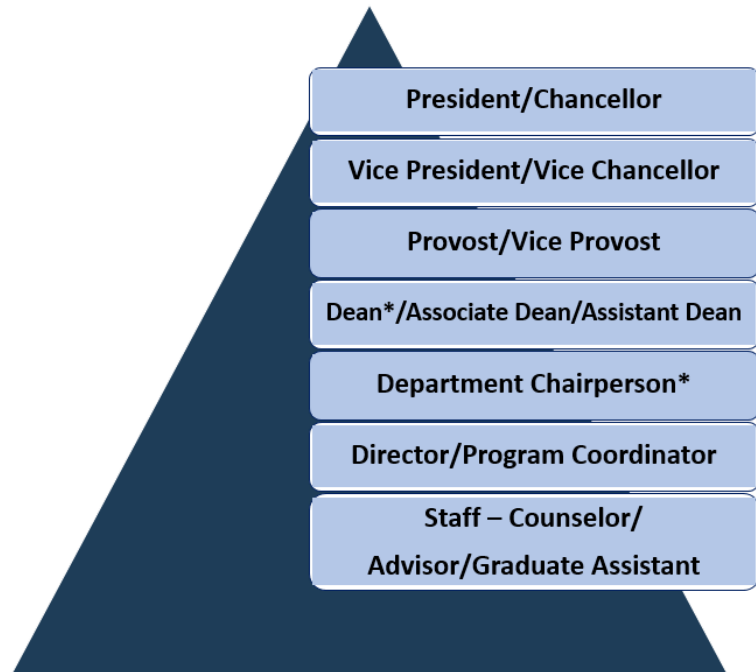 President/Chancellor
Vice President/Vice Chancellor
Provost/Vice Provost
Dean*/Associate Dean/Assistant Dean
Department Chairperson*
Director/Program Coordinator
Staff – Counselor/
Advisor/Graduate Assistant